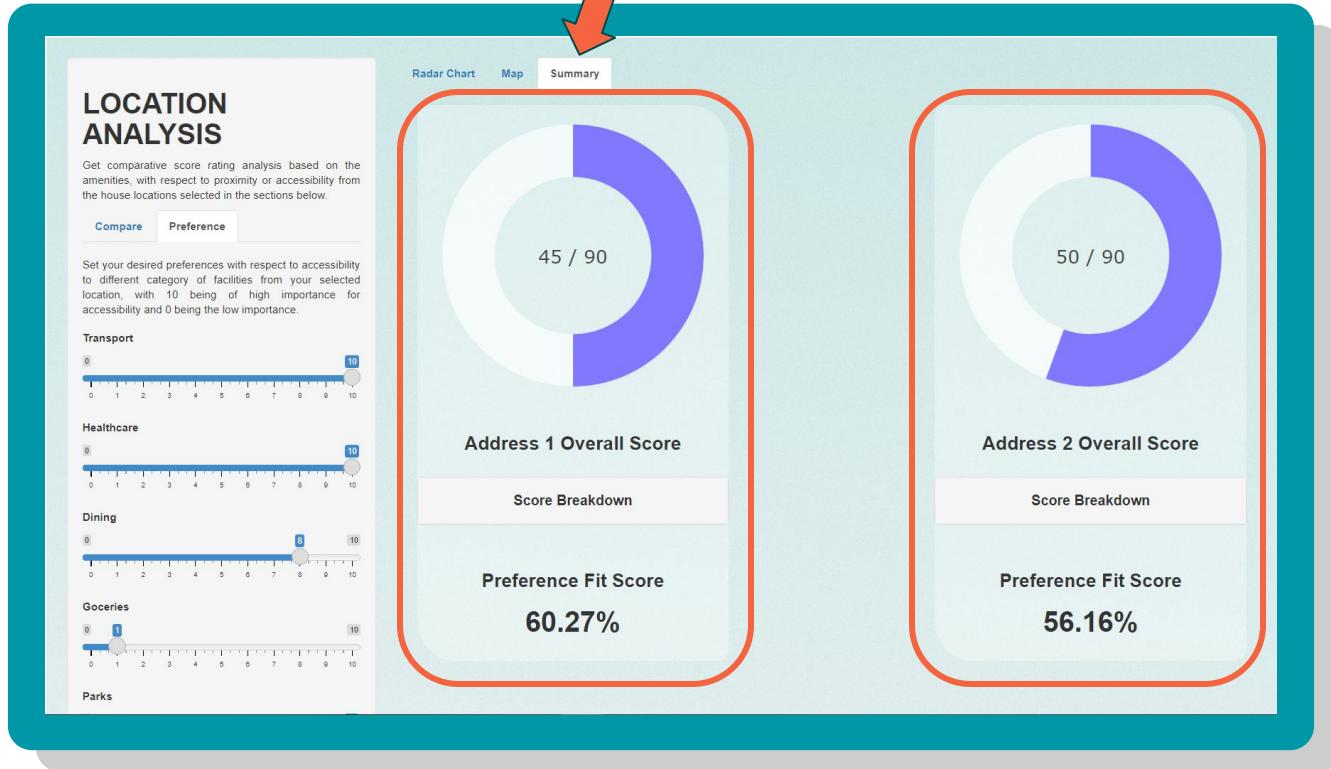 LOCATION
ANALYSIS
Get comparative score rating analysis based on the
amenities, with respect to proximity or accessibility from
the house locations selected in the sections below.
Compare Preference
Set your desired preferences with respect to accessibility
to different category of facilities from your selected
location, with 10 being of high importance for
accessibility and 0 being the low importance.
Transport
0 10
0 1 2 3 4 5 6 7 8 9 10
Healthcare
0 10
0 1 2 3 4 5 6 7 8 9 10
Dining
0 8 10
0 1 2 3 4 5 6 7 8 9 10
Goceries
0 1 10
0 1 2 3 4 5 6 7 8 9 10
Parks
Radar Chart Map Summary
45 / 90
Address 1 Overall Score
Score Breakdown
Preference Fit Score
60.27%
50 / 90
Address 2 Overall Score
Score Breakdown
Preference Fit Score
56.16%